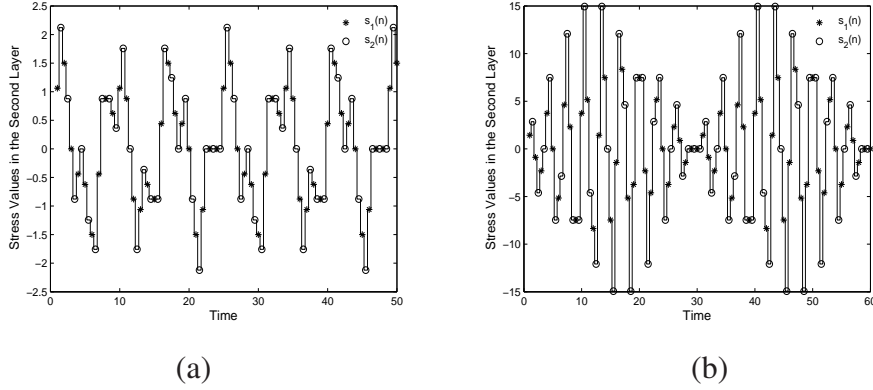 Stress Values in the Second Layer
2.5
2
1.5
1
0.5
0
−0.5
−1
−1.5
−2
−2.5
0 10 20 30 40 50
Time
s1(n)
s2(n)
(a)
Stress Values in the Second Layer
15
10
5
0
−5
−10
−15
0 10 20 30 40 50 60
Time
s1(n)
s2(n)
(b)